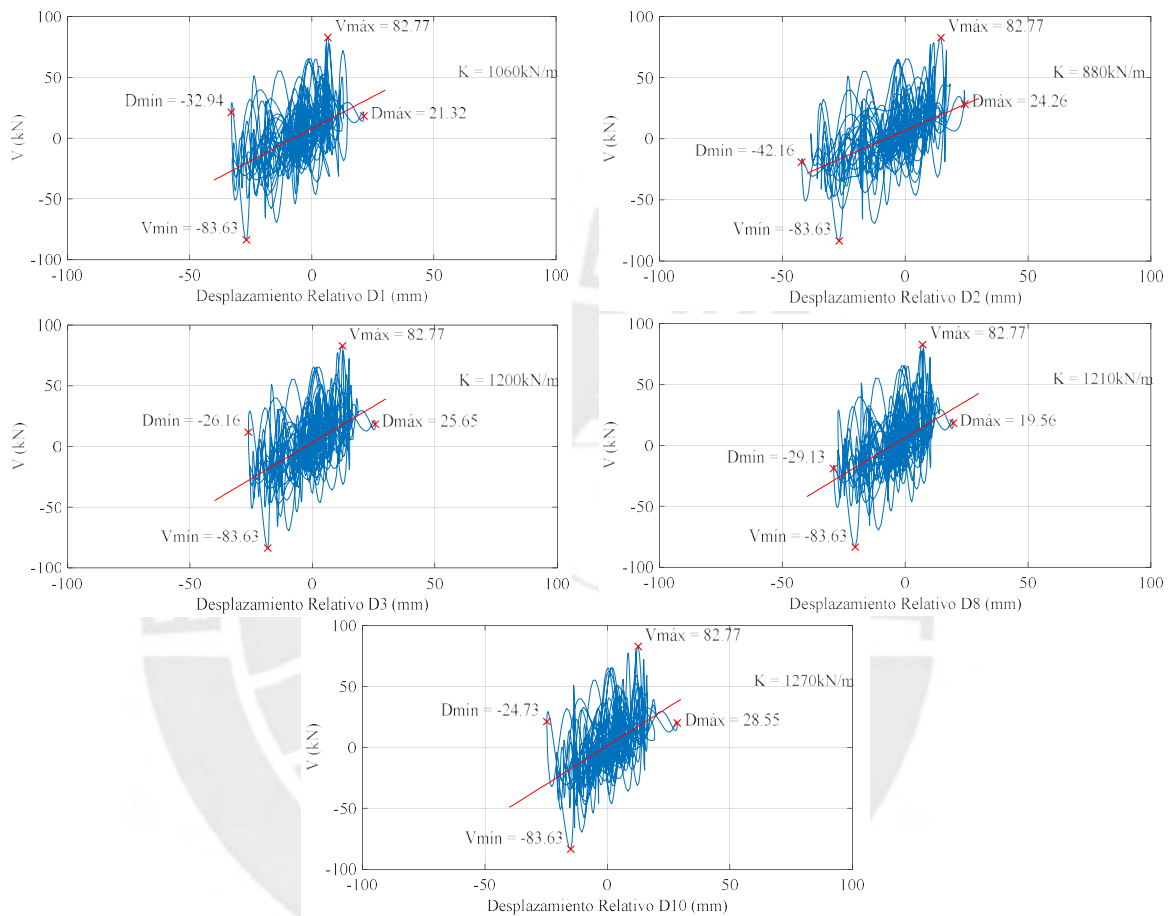 100
Vmáx = 82.77
50
K = 1060kN/m
Dmín = -32.94
Dmáx = 21.32
V (kN)
0
-50
Vmín = -83.63
-100
-100
-50
0
50
100
Desplazamiento Relativo D1 (mm)
100
Vmáx = 82.77
50
K = 880kN/m
Dmáx = 24.26
V (kN)
0
Dmín = -42.16
-50
Vmín = -83.63
-100
-100
-50
0
50
100
Desplazamiento Relativo D2 (mm)
100
Vmáx = 82.77
50
K = 1200kN/m
Dmín = -26.16
Dmáx = 25.65
V (kN)
0
-50
Vmín = -83.63
-100
-100
-50
0
50
100
Desplazamiento Relativo D3 (mm)
100
Vmáx = 82.77
50
K = 1210kN/m
Dmáx = 19.56
V (kN)
0
Dmín = -29.13
-50
Vmín = -83.63
-100
-100
-50
0
50
100
Desplazamiento Relativo D8 (mm)
100
Vmáx = 82.77
50
K = 1270kN/m
Dmín = -24.73
Dmáx = 28.55
V (kN)
0
-50
Vmín = -83.63
-100
-100
-50
0
50
100
Desplazamiento Relativo D10 (mm)